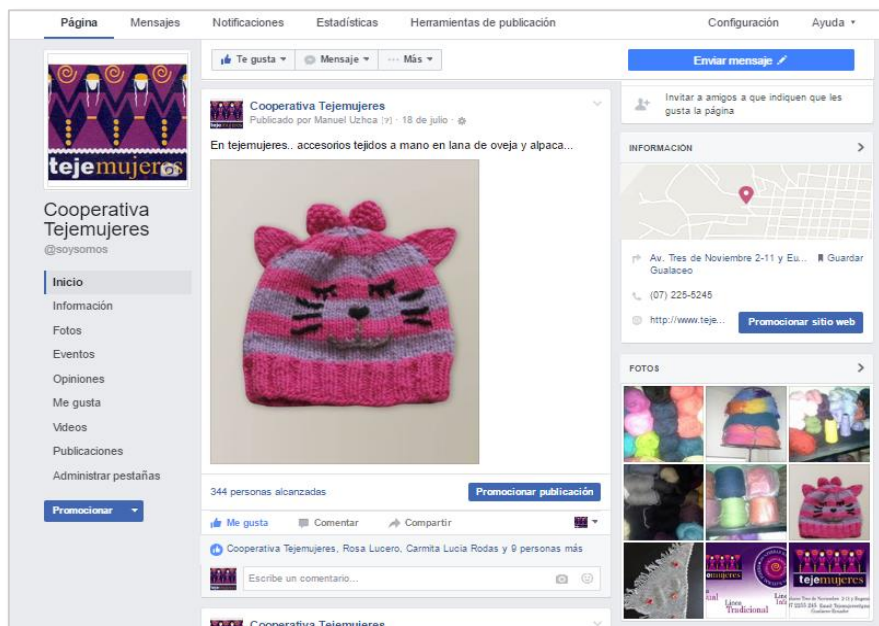 Página Mensajes Notificaciones Estadísticas Herramientas de publicación Configuración Ayuda
Te gusta Mensaje Más
Enviar mensaje
tejemujeres
Cooperativa
Tejemujeres
@soysomos
Inicio
Información
Fotos
Eventos
Opiniones
Me gusta
Videos
Publicaciones
Administrar pestañas
Promocionar
Cooperativa Tejemujeres
Publicado por Manuel Uzhca [?] · 18 de julio ·
En tejemujeres.. accesorios tejidos a mano en lana de oveja y alpaca...
344 personas alcanzadas
Promocionar publicación
Me gusta Comentar Compartir
Cooperativa Tejemujeres, Rosa Lucero, Carmita Lucia Rodas y 9 personas más
Escribe un comentario...
Cooperativa Tejemujeres
Invitar a amigos a que indiquen que les
gusta la página
INFORMACIÓN
Av. Tres de Noviembre 2-11 y Eu... Guardar
Gualaceo
(07) 225-5245
http://www.teje... Promocionar sitio web
FOTOS
tejemujeres
Línea
Tradicional
tejemujeres